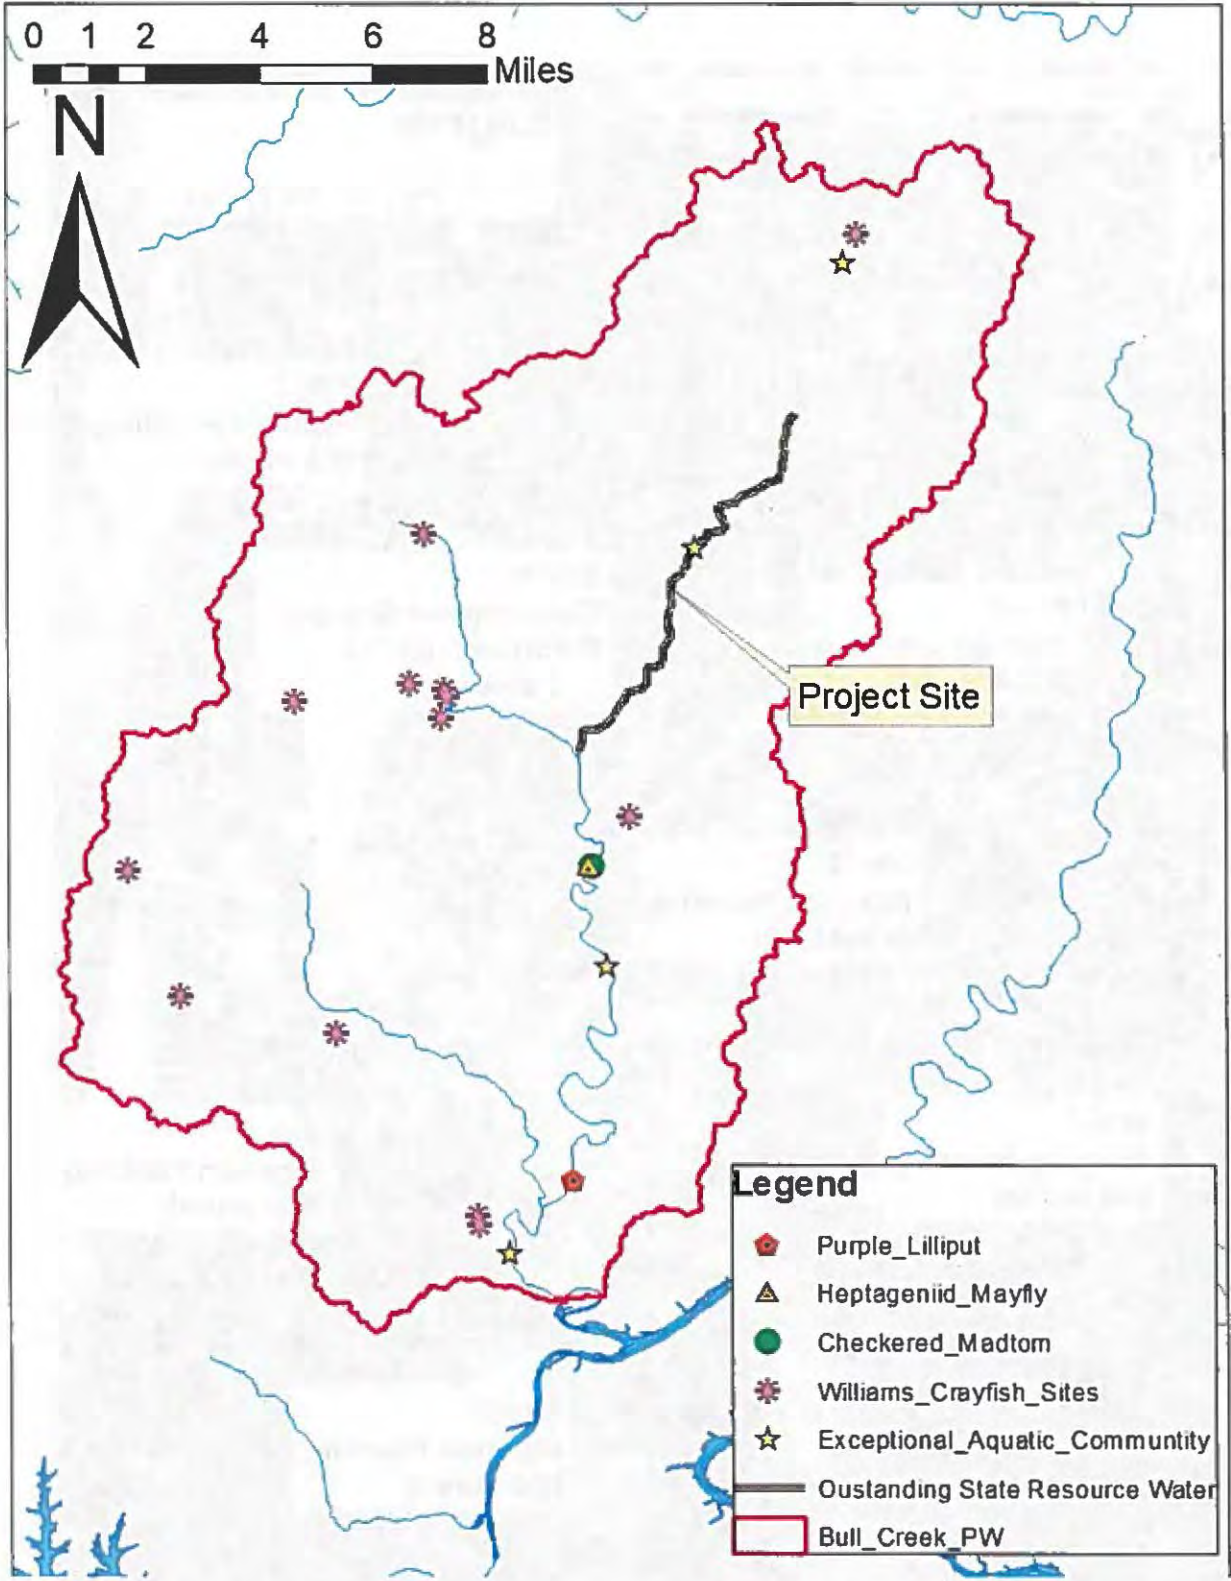 0 1 2 4 6 8
Miles
N
Project Site
Legend
Purple_Lilliput
Heptageniid_Mayfly
Checkered_Madtom
Williams_Crayfish_Sites
Exceptional_Aquatic_Communtity
Oustanding State Resource Water
Bull_Creek_PW